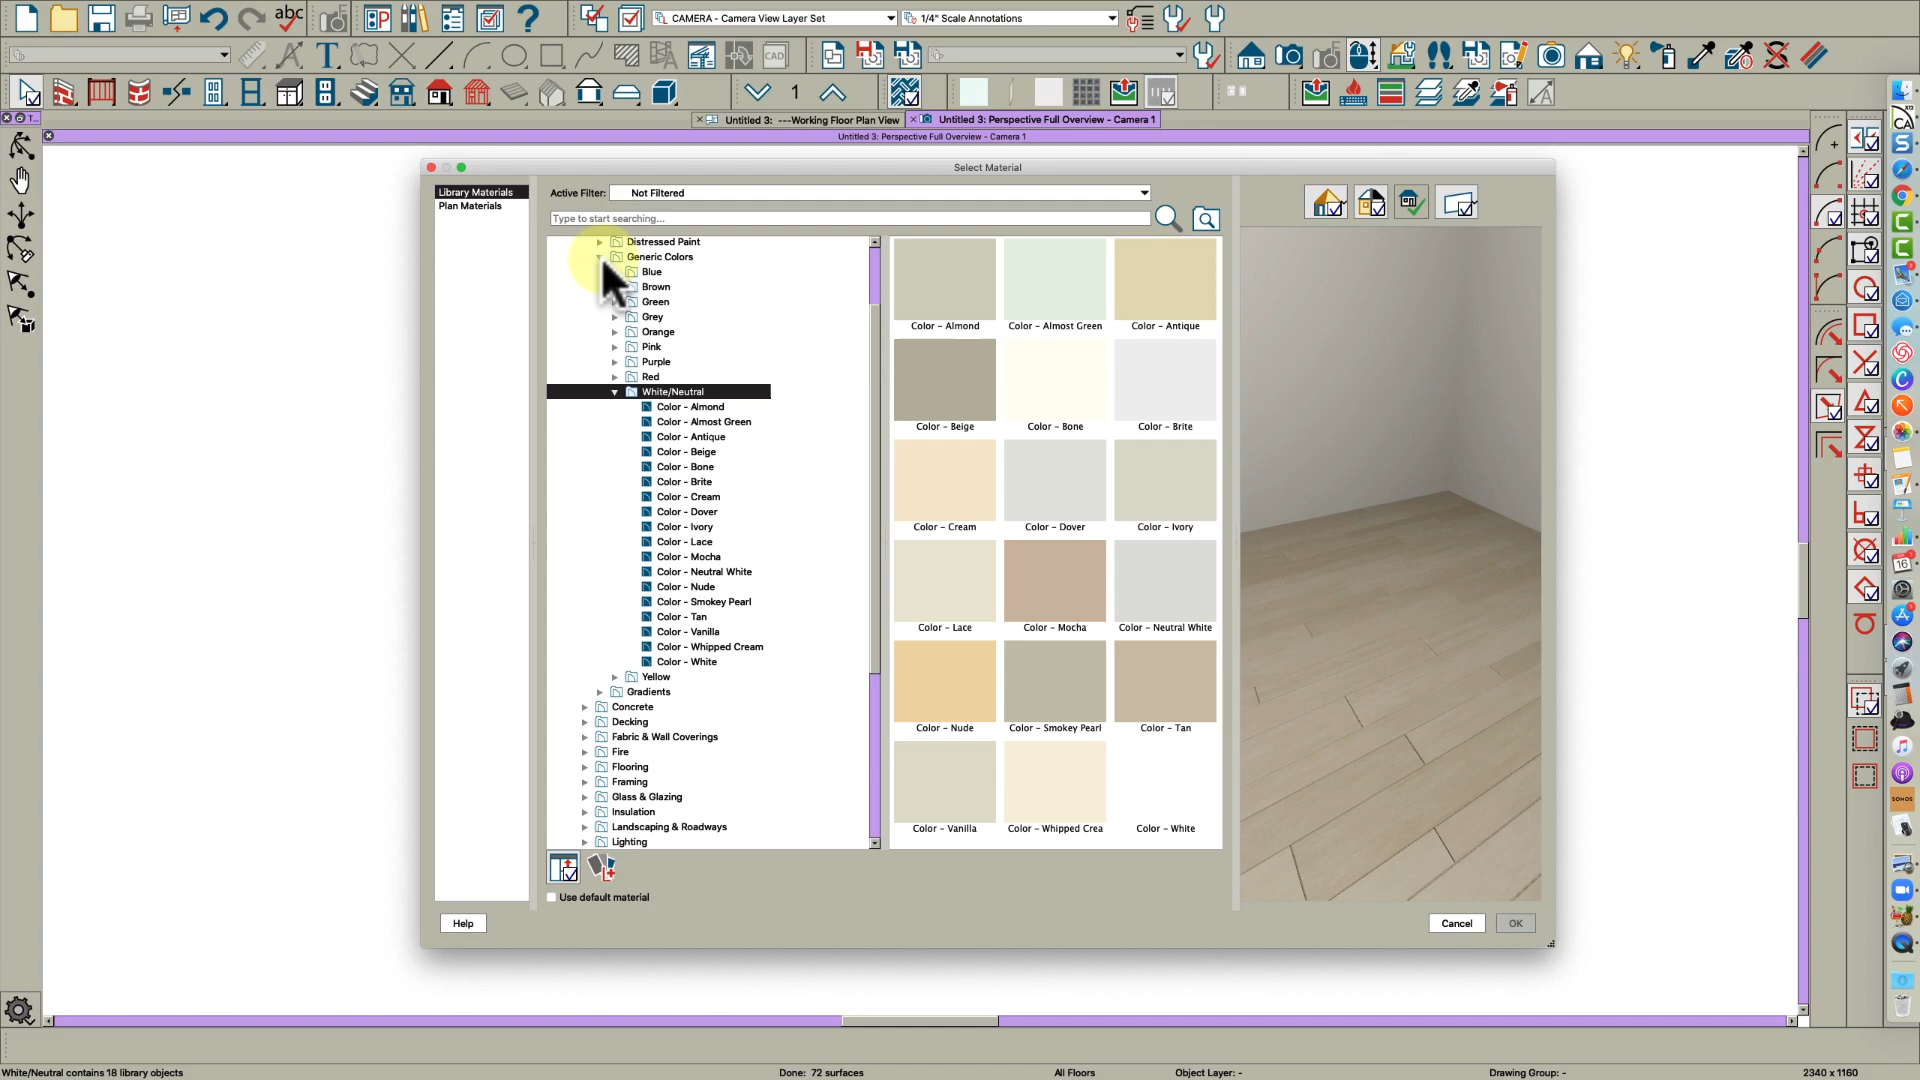 abc
CAMERA - Camera View Layer Set
1/4" Scale Annotations
T
CAD
1
T...
Untitled 3: ---Working Floor Plan View
Untitled 3: Perspective Full Overview - Camera 1
Untitled 3: Perspective Full Overview - Camera 1
Select Material
Library Materials
Plan Materials
Active Filter:
Not Filtered
Type to start searching...
Distressed Paint
Generic Colors
Blue
Brown
Green
Grey
Orange
Pink
Purple
Red
White/Neutral
Color - Almond
Color - Almost Green
Color - Antique
Color - Beige
Color - Bone
Color - Brite
Color - Cream
Color - Dover
Color - Ivory
Color - Lace
Color - Mocha
Color - Neutral White
Color - Nude
Color - Smokey Pearl
Color - Tan
Color - Vanilla
Color - Whipped Cream
Color - White
Yellow
Gradients
Concrete
Decking
Fabric & Wall Coverings
Fire
Flooring
Framing
Glass & Glazing
Insulation
Landscaping & Roadways
Lighting
Color - Almond
Color - Almost Green
Color - Antique
Color - Beige
Color - Bone
Color - Brite
Color - Cream
Color - Dover
Color - Ivory
Color - Lace
Color - Mocha
Color - Neutral White
Color - Nude
Color - Smokey Pearl
Color - Tan
Color - Vanilla
Color - Whipped Crea
Color - White
Use default material
Help
Cancel
OK
SONOS
16
White/Neutral contains 18 library objects
Done: 72 surfaces
All Floors
Object Layer: -
Drawing Group: -
2340 x 1160